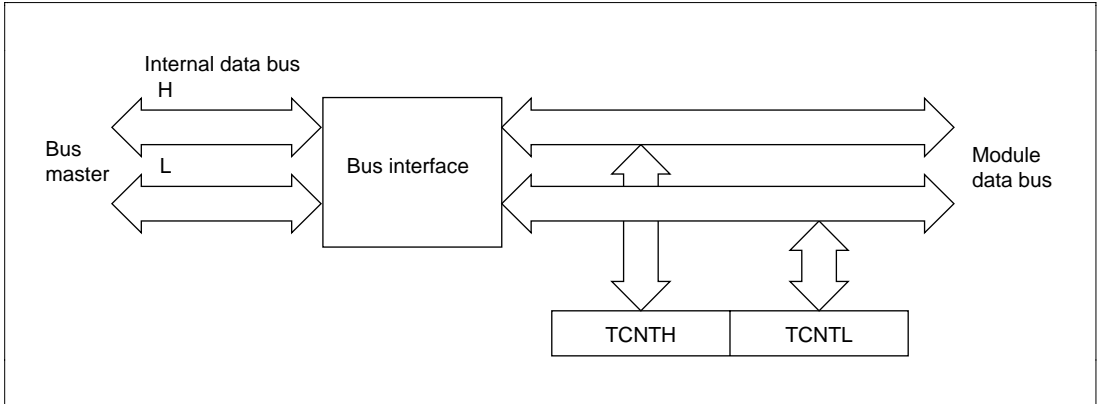 Internal data bus
H
Bus
master
L
Bus interface
Module
data bus
TCNTH
TCNTL